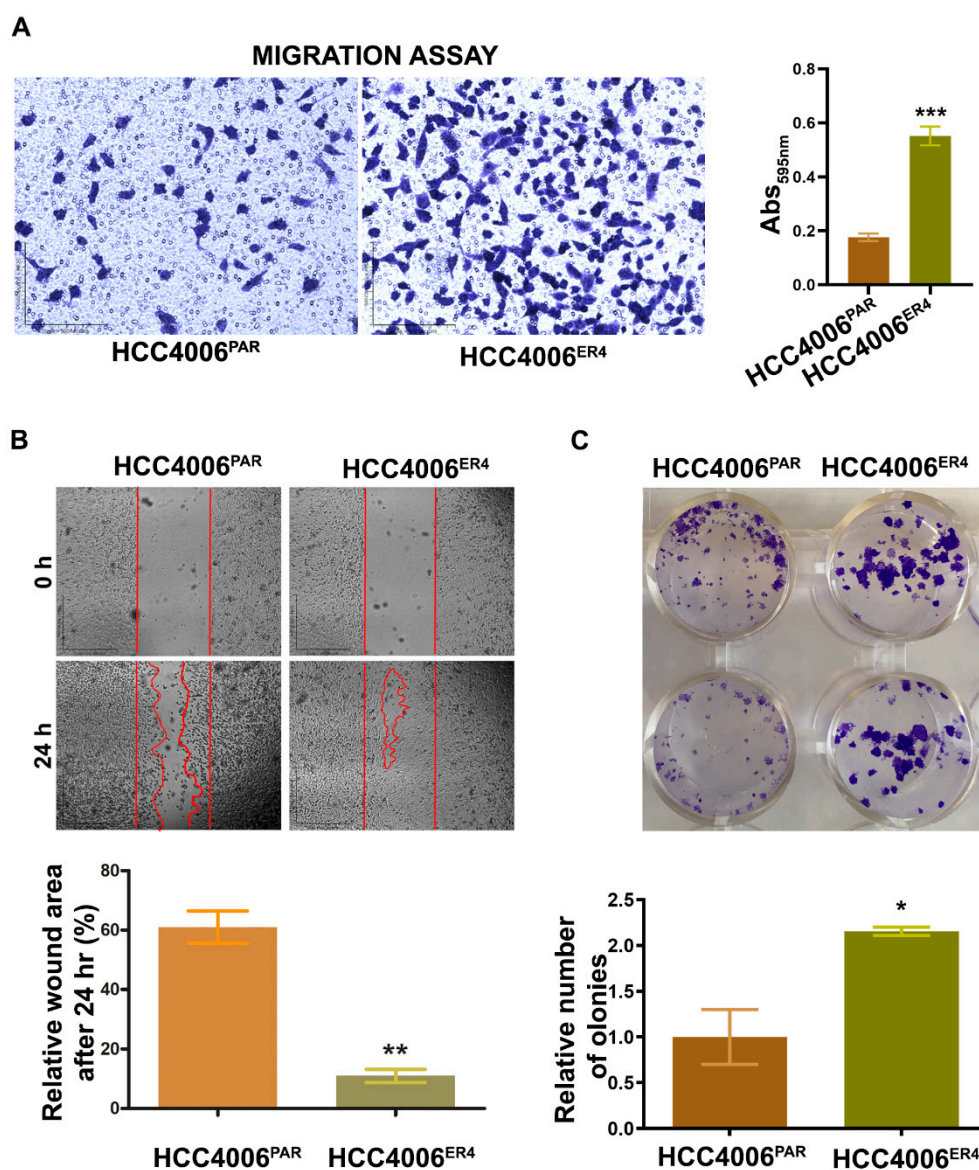 A
MIGRATION ASSAY
HCC4006PAR
HCC4006ER4
0.8
0.6
0.4
0.2
0.0
Abs595nm
***
HCC4006PAR
HCC4006ER4
B
HCC4006PAR
HCC4006ER4
0 h
24 h
80
60
40
20
0
Relative wound area
after 24 hr (%)
**
HCC4006PAR
HCC4006ER4
C
HCC4006PAR
HCC4006ER4
2.5
2.0
1.5
1.0
0.5
0.0
Relative number
of olonies
*
HCC4006PAR
HCC4006ER4